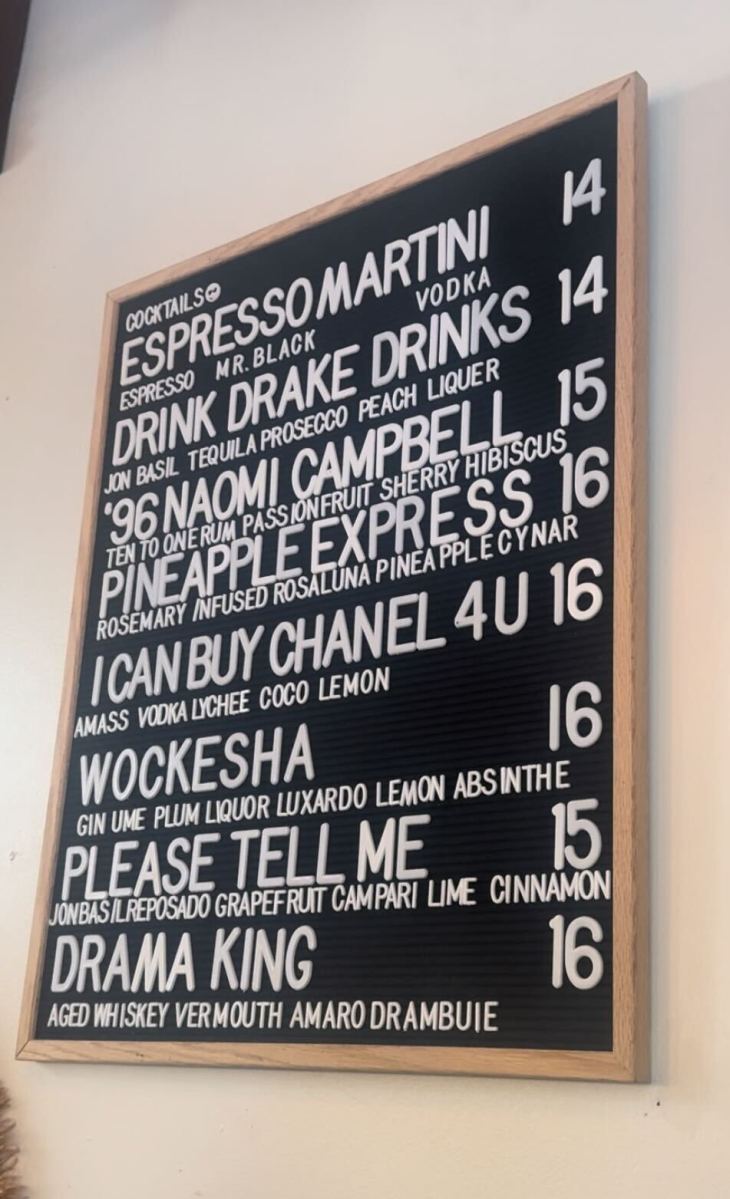 COCKTAILS
ESPRESSO MARTINI 14
ESPRESSO MR.BLACK VODKA
DRINK DRAKE DRINKS 14
JON BASIL TEQUILA PROSECCO PEACH LIQUER
'96 NAOMI CAMPBELL 15
TEN TO ONE RUM PASSIONFRUIT SHERRY HIBISCUS
PINEAPPLE EXPRESS 16
ROSEMARY INFUSED ROSALUNA PINEAPPLE CYNAR
I CAN BUY CHANEL 4U 16
AMASS VODKA LYCHEE COCO LEMON
WOCKESHA 16
GIN UME PLUM LIQUOR LUXARDO LEMON ABSINTHE
PLEASE TELL ME 15
JON BASIL REPOSADO GRAPEFRUIT CAMPARI LIME CINNAMON
DRAMA KING 16
AGED WHISKEY VERMOUTH AMARO DRAMBUIE